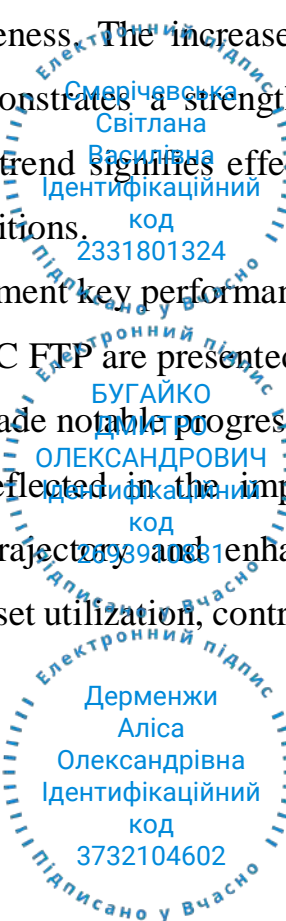 eness. The increase
Електронний підпис
onstrates a strengt
Смерічевська
Світлана
trend signifies effe
Василівна
Ідентифікаційний
itions.
код
2331801324
Підписано у Вчасно
ment key performan
Електронний підпис
C FTP are presented
БУГАЙКО
ade notable progres
ДМИТРО
ОЛЕКСАНДРОВИЧ
eflected in the imp
Ідентифікаційний
код
rajectory and enha
Підписано у Вчасно
set utilization, contr
Електронний підпис
Дерменжи
Аліса
Олександрівна
Ідентифікаційний
код
3732104602
Підписано у Вчасно